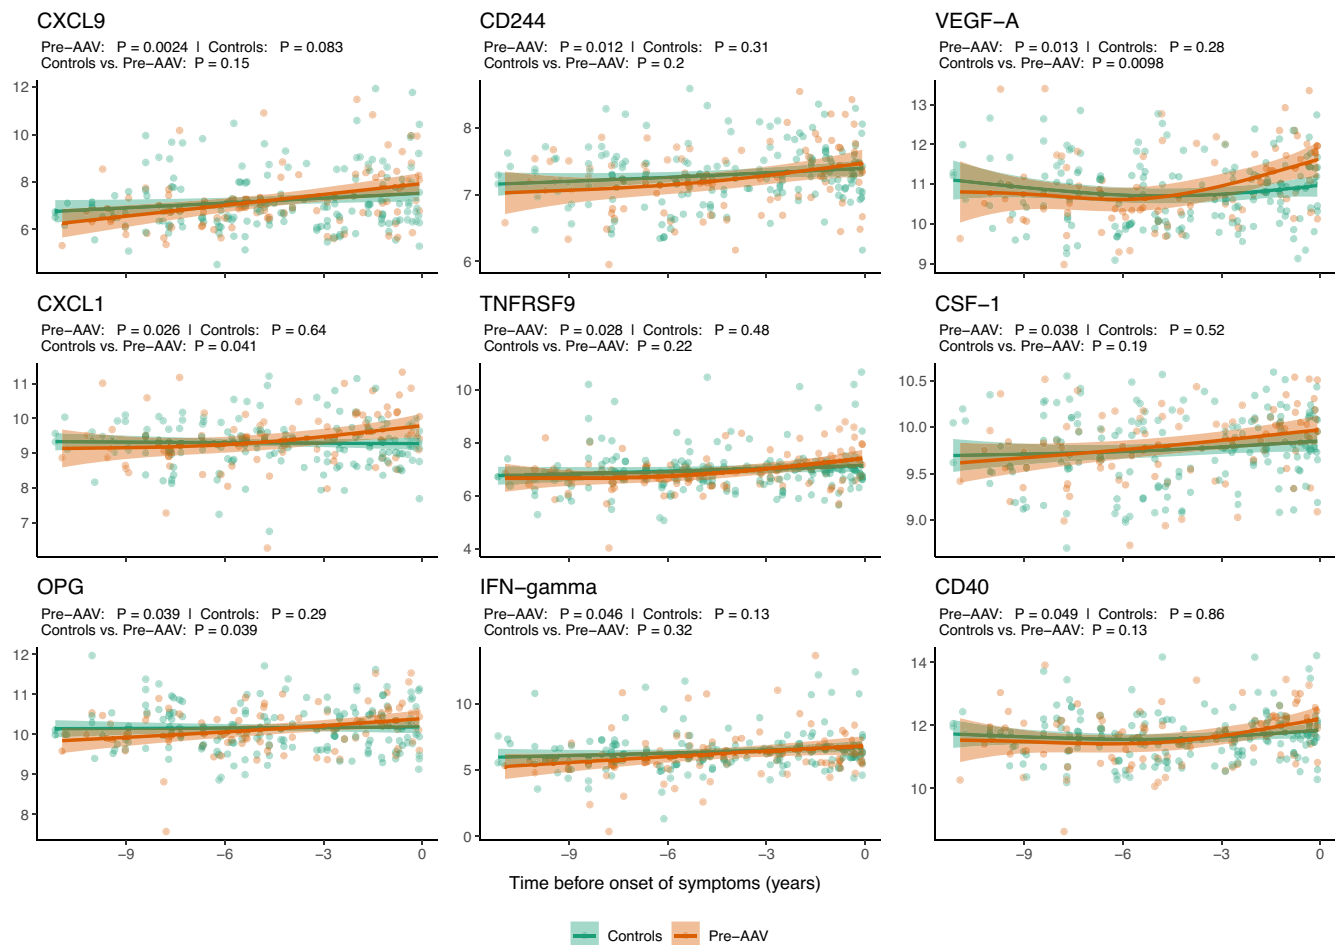 CXCL9
Pre−AAV: P = 0.0024 | Controls: P = 0.083
Controls vs. Pre−AAV: P = 0.15
12
10
8
6
CD244
Pre−AAV: P = 0.012 | Controls: P = 0.31
Controls vs. Pre−AAV: P = 0.2
8
7
6
VEGF−A
Pre−AAV: P = 0.013 | Controls: P = 0.28
Controls vs. Pre−AAV: P = 0.0098
13
12
11
10
9
CXCL1
Pre−AAV: P = 0.026 | Controls: P = 0.64
Controls vs. Pre−AAV: P = 0.041
11
10
9
8
7
TNFRSF9
Pre−AAV: P = 0.028 | Controls: P = 0.48
Controls vs. Pre−AAV: P = 0.22
10
8
6
4
CSF−1
Pre−AAV: P = 0.038 | Controls: P = 0.52
Controls vs. Pre−AAV: P = 0.19
10.5
10.0
9.5
9.0
OPG
Pre−AAV: P = 0.039 | Controls: P = 0.29
Controls vs. Pre−AAV: P = 0.039
12
11
10
9
8
−9 −6 −3 0
IFN−gamma
Pre−AAV: P = 0.046 | Controls: P = 0.13
Controls vs. Pre−AAV: P = 0.32
10
5
0
−9 −6 −3 0
CD40
Pre−AAV: P = 0.049 | Controls: P = 0.86
Controls vs. Pre−AAV: P = 0.13
14
12
10
−9 −6 −3 0
Time before onset of symptoms (years)
Controls Pre−AAV